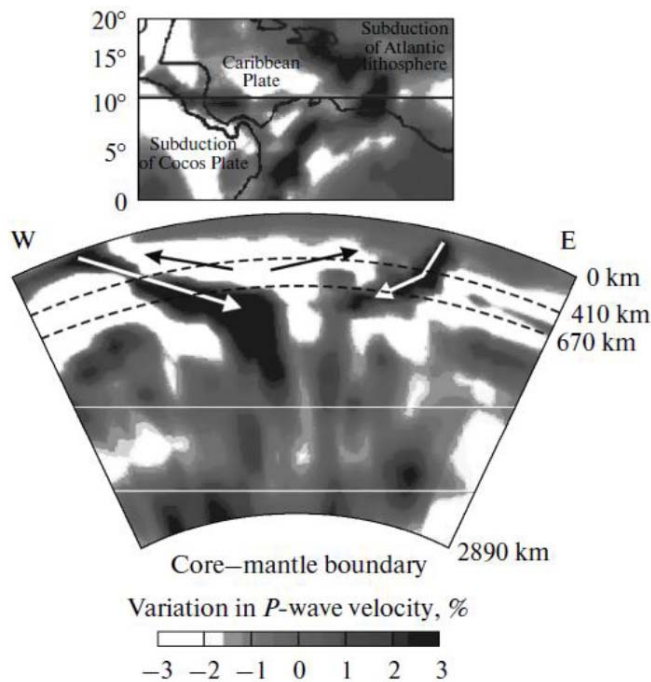 20°
Subduction
of Atlantic
lithosphere
15°
Caribbean
Plate
10°
Subduction
of Cocos Plate
5°
0
W
E
0 km
410 km
670 km
2890 km
Core–mantle boundary
Variation in P-wave velocity, %
−3 −2 −1 0 1 2 3